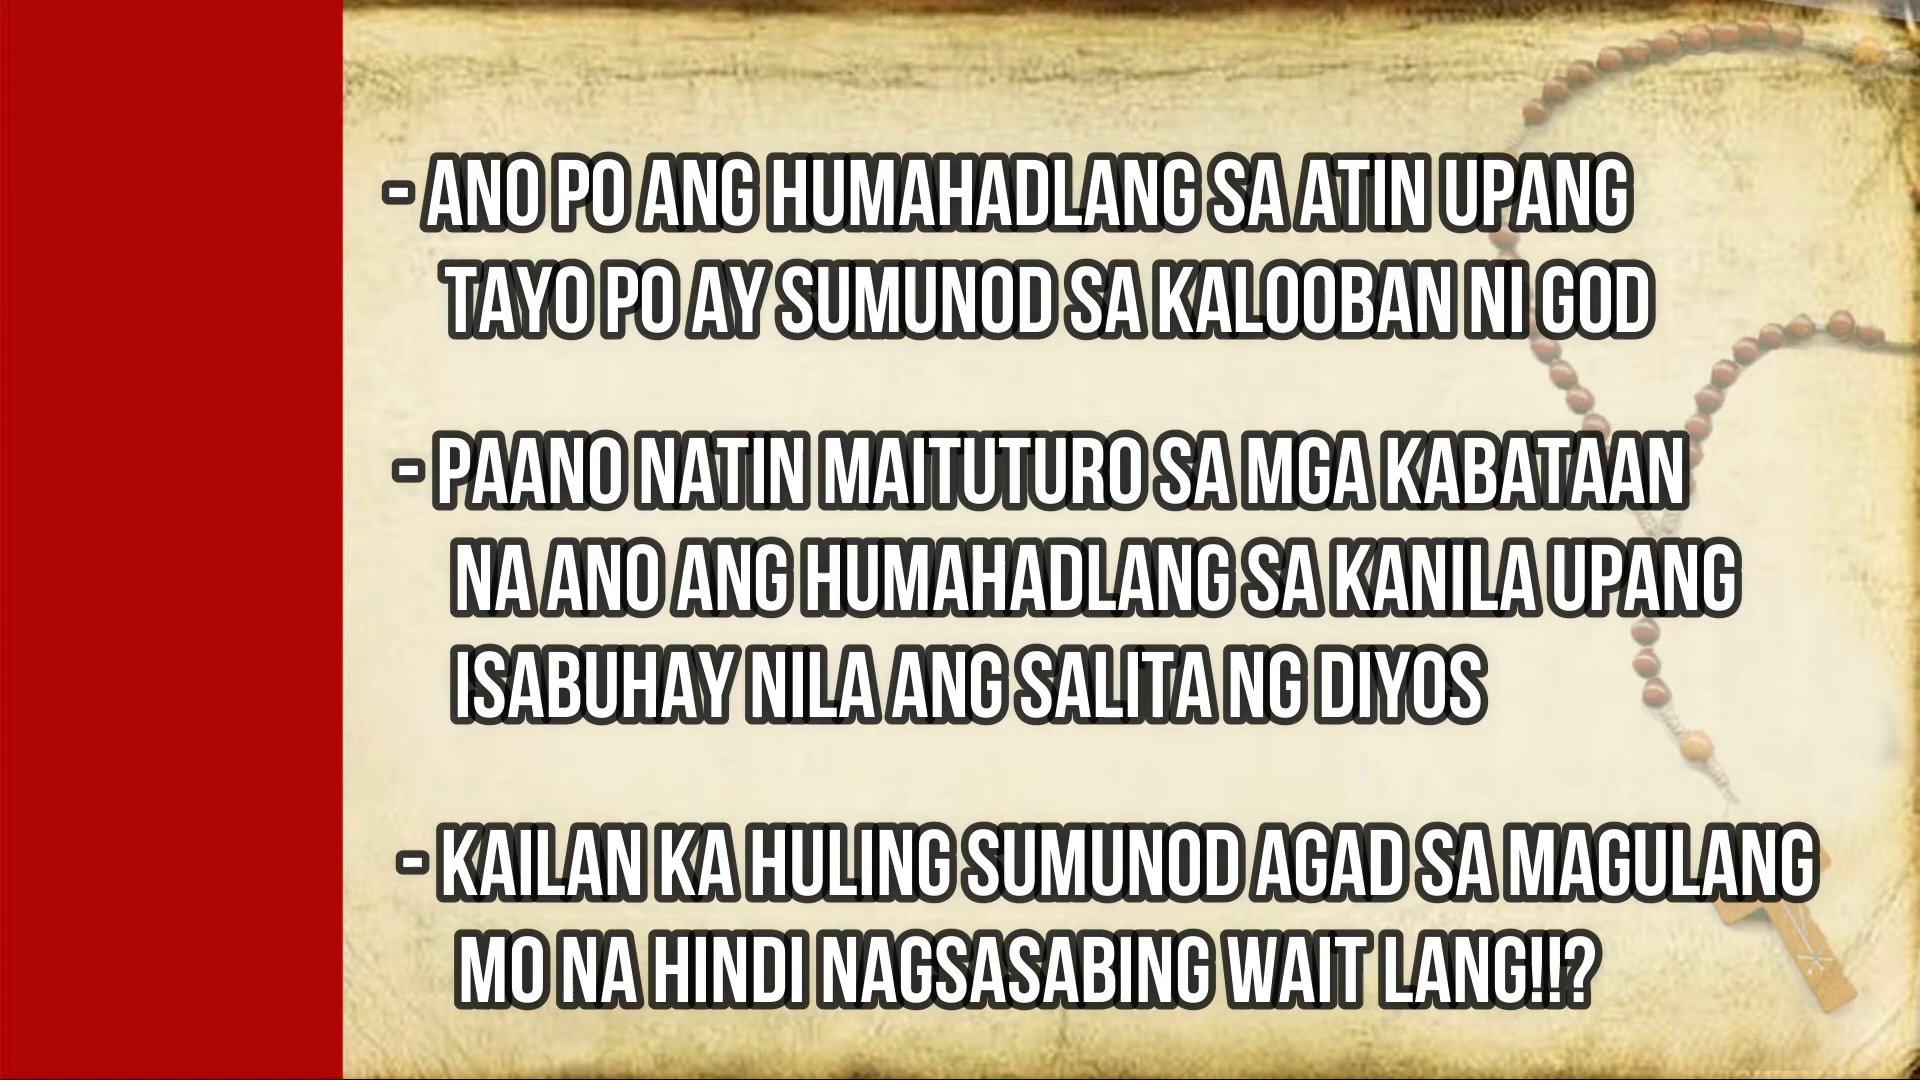 - ANO PO ANG HUMAHADLANG SA ATIN UPANG
TAYO PO AY SUMUNOD SA KALOOBAN NI GOD
- PAANO NATIN MAITUTURO SA MGA KABATAAN
NA ANO ANG HUMAHADLANG SA KANILA UPANG
ISABUHAY NILA ANG SALITA NG DIYOS
- KAILAN KA HULING SUMUNOD AGAD SA MAGULANG
MO NA HINDI NAGSASABING WAIT LANG!!?